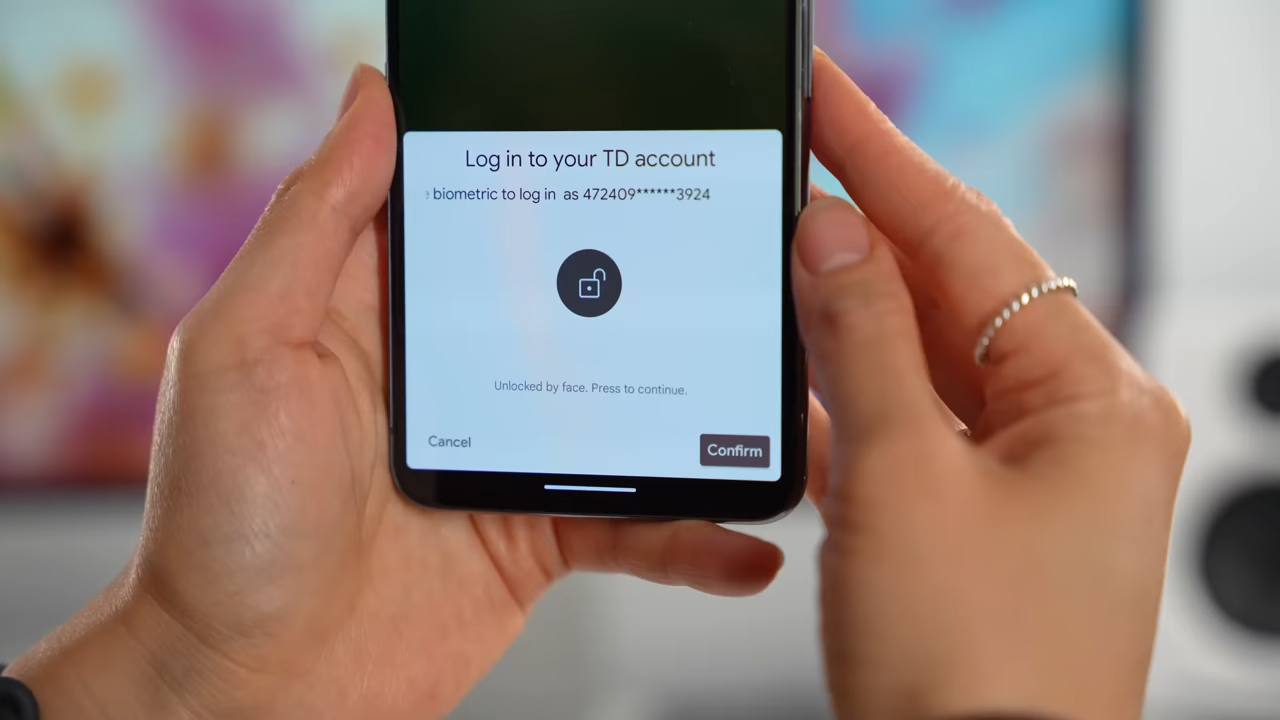 Log in to your TD account
biometric to log in as 472409******3924
Unlocked by face. Press to continue.
Cancel
Confirm